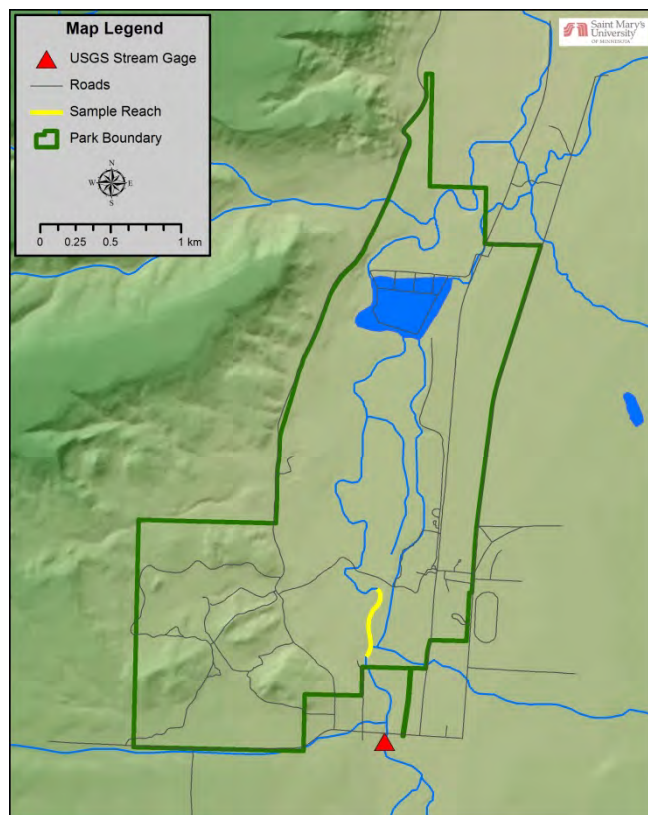 Map Legend
USGS Stream Gage
Roads
Sample Reach
Park Boundary
N
W E
S
0 0.25 0.5 1 km
Saint Mary's
University
OF MINNESOTA